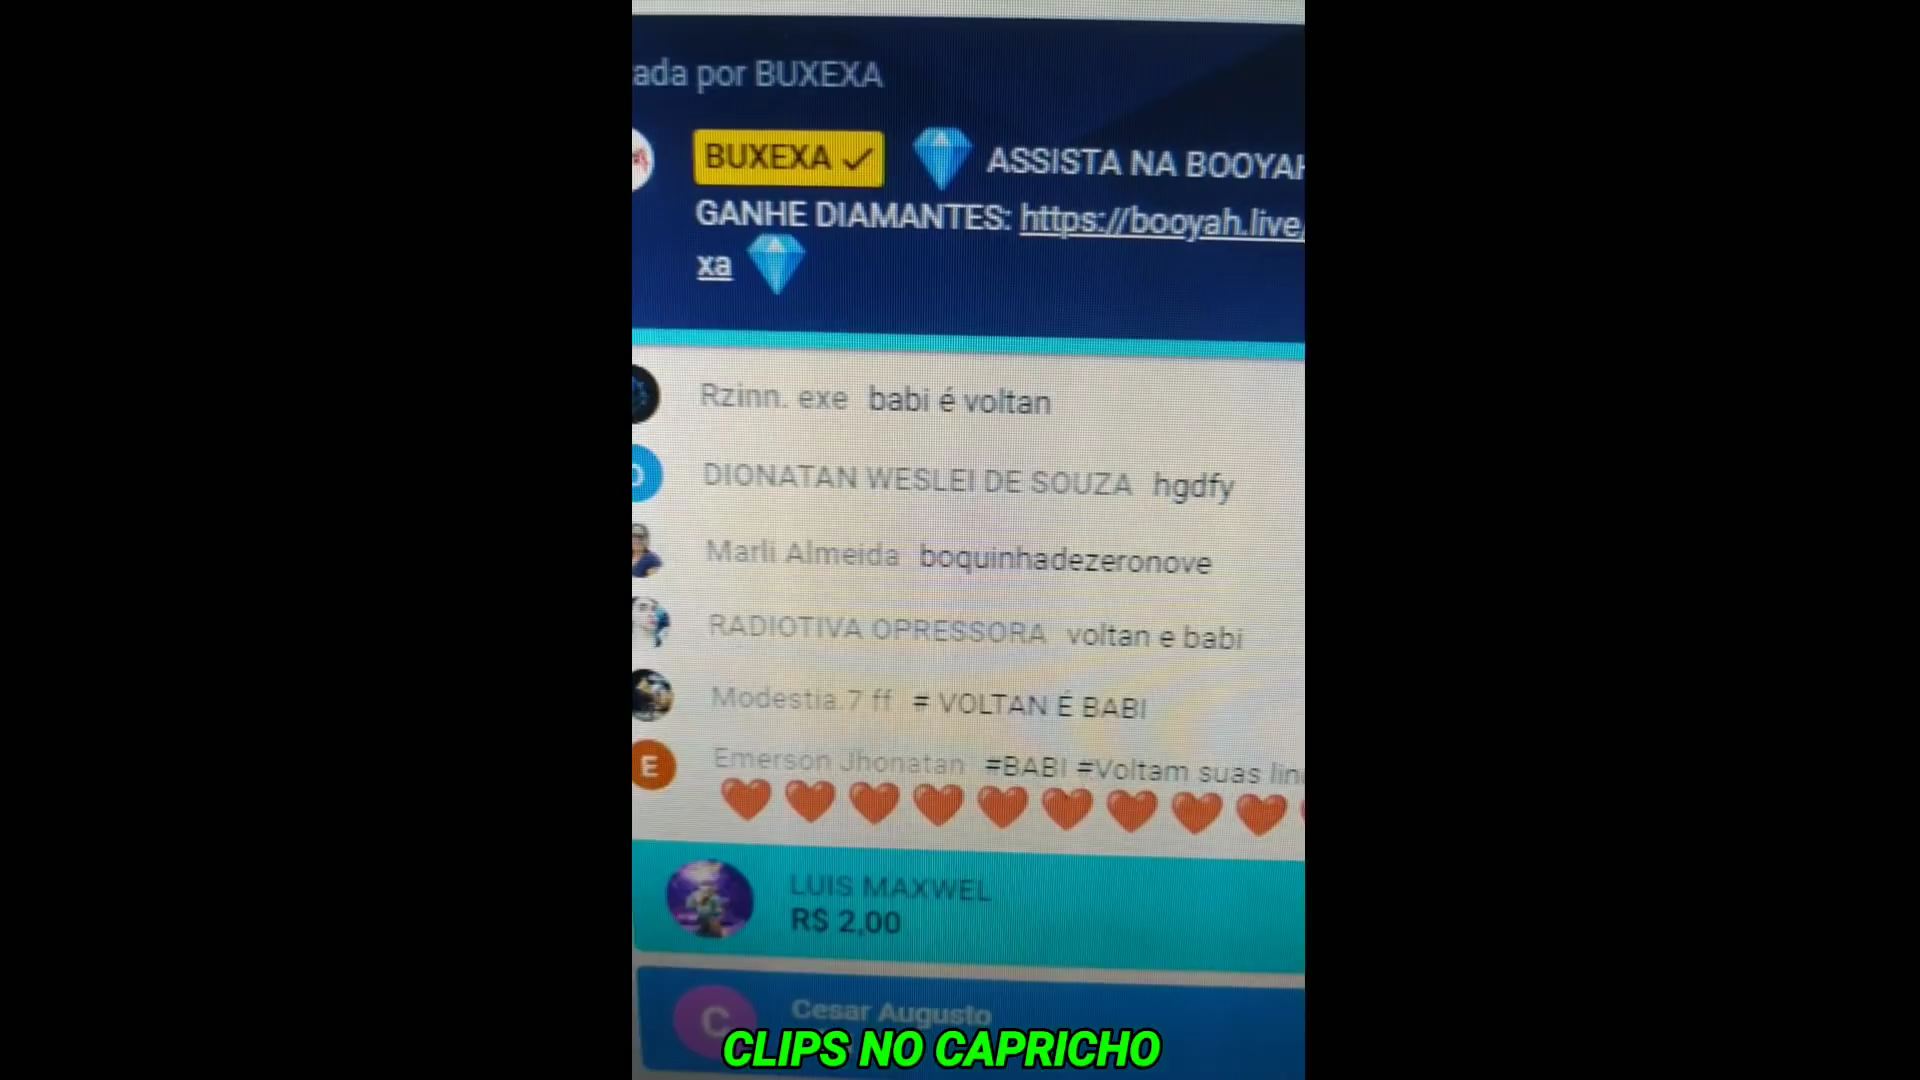 ada por BUXEXA
BUXEXA ASSISTA NA BOOYAH
GANHE DIAMANTES: https://booyah.live/
xa
Rzinn. exe babi é voltan
D
DIONATAN WESLEI DE SOUZA hgdfy
Marli Almeida boquinhadezeronove
RADIOTIVA OPRESSORA voltan e babi
Modestia.7 ff # VOLTAN É BABI
E
Emerson Jhonatan #BABI #Voltam suas lin
LUIS MAXWEL
R$ 2,00
C
Cesar Augusto
CLIPS NO CAPRICHO